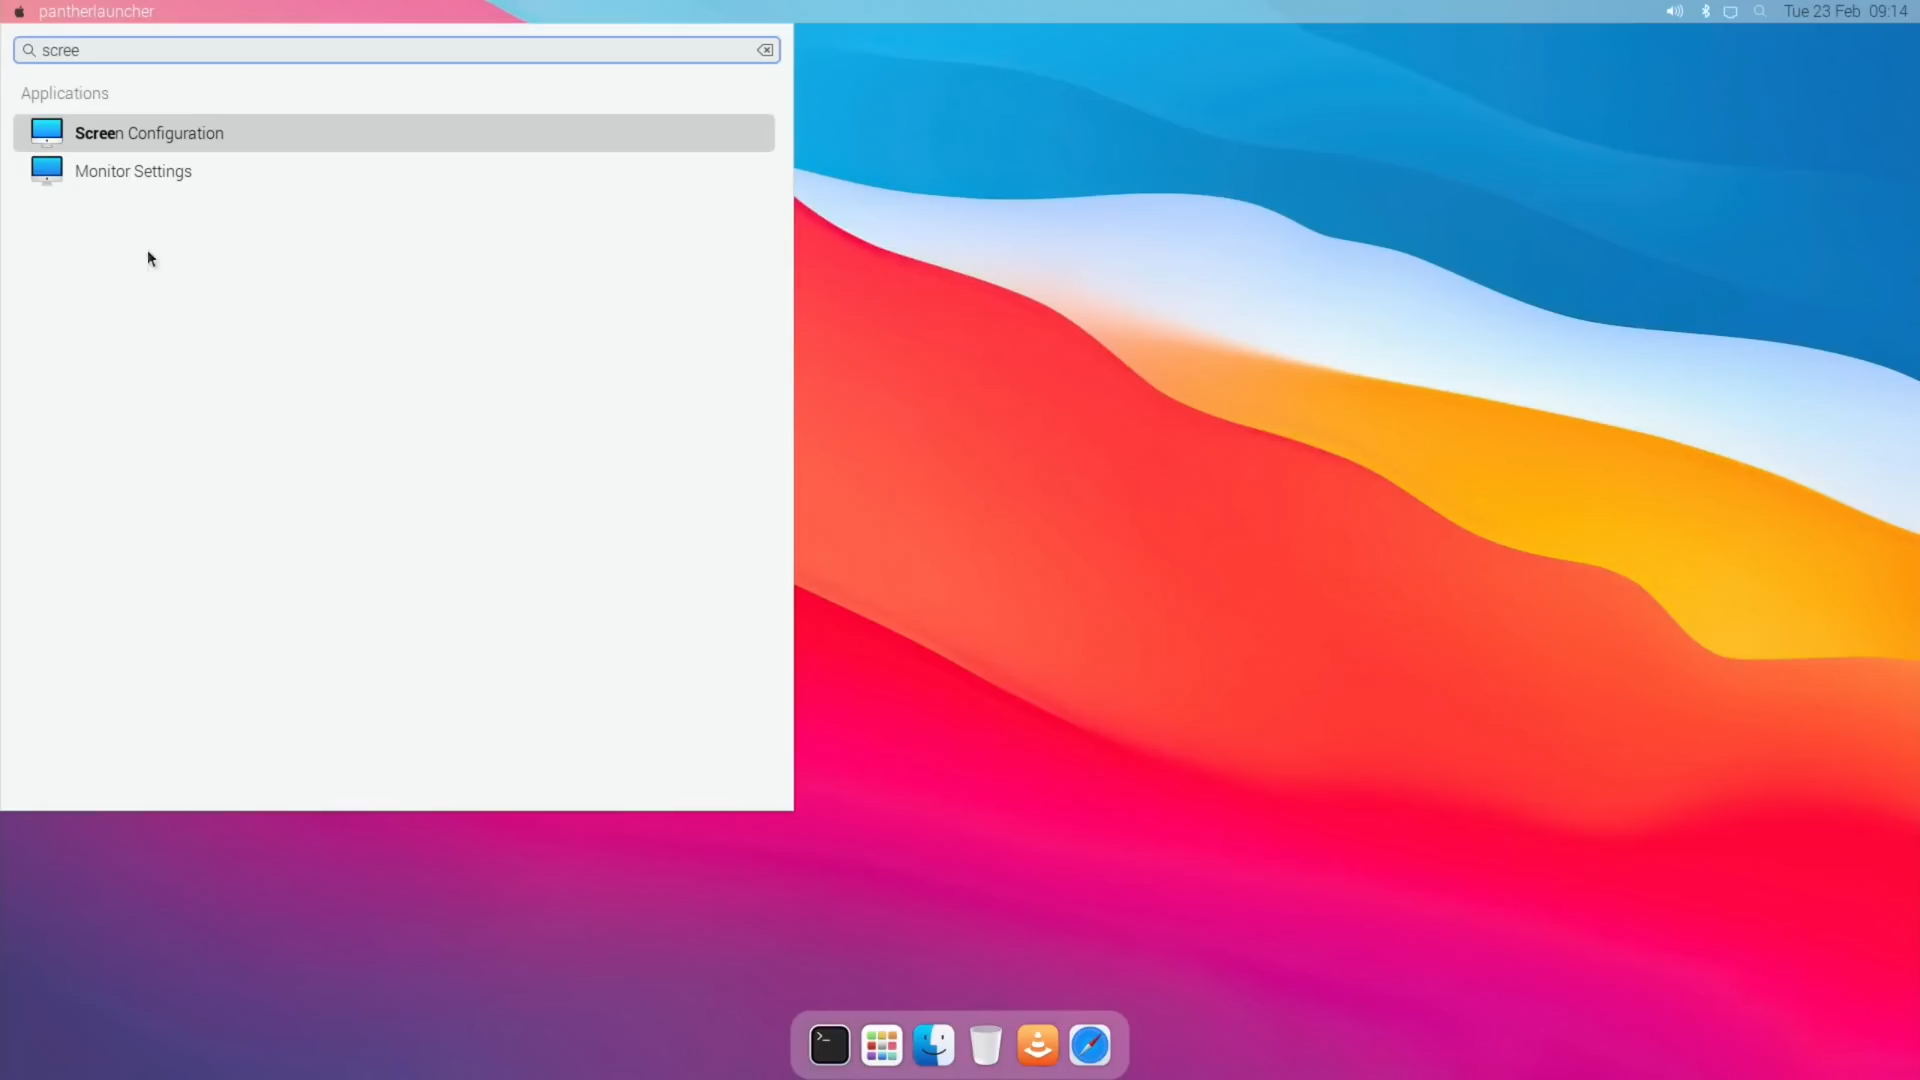 pantherlauncher
Tue 23 Feb 09:14
scree
Applications
Screen Configuration
Monitor Settings
>_